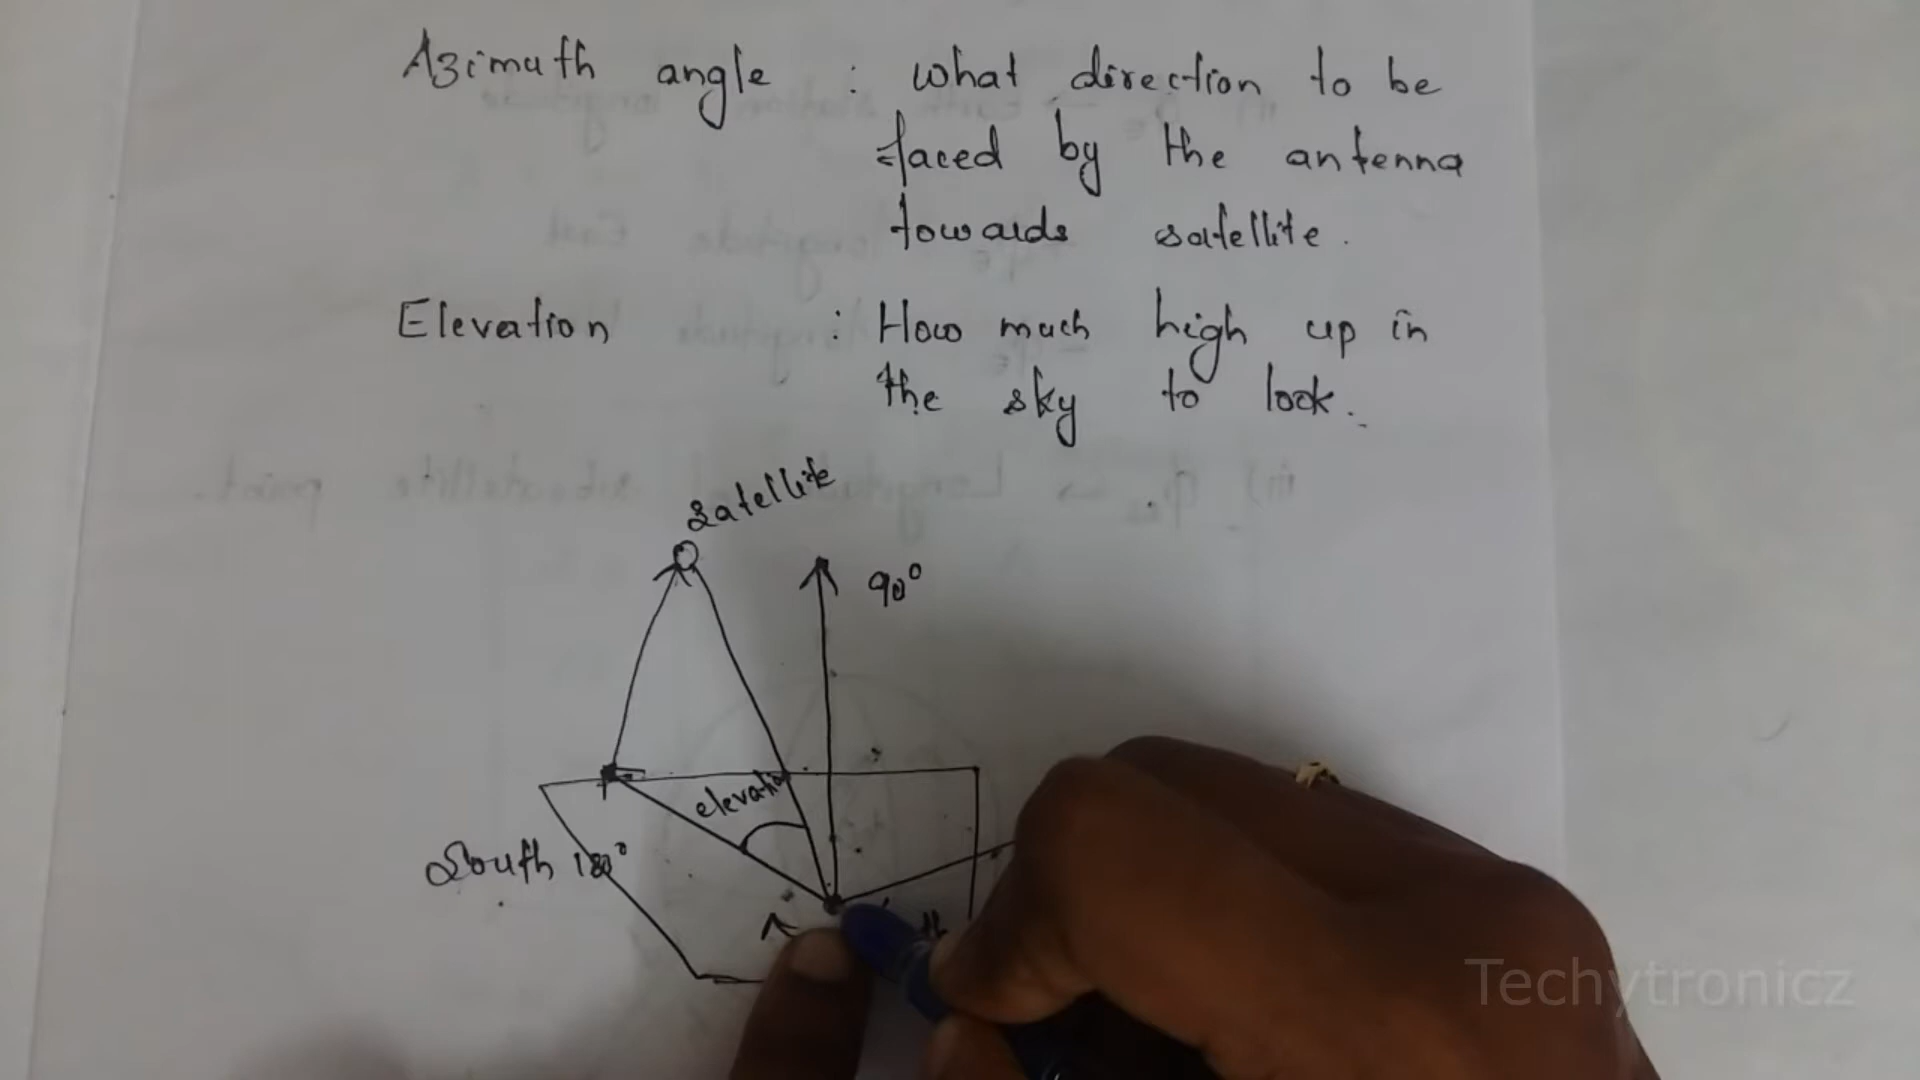 Azimuth angle : what direction to be
faced by the antenna
towards satellite.
Elevation : How much high up in
the sky to look.
satellite
90°
elevatio
South 180°
Techytronicz